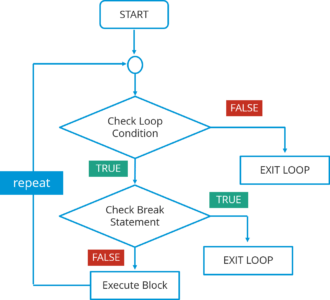 START
Check Loop
Condition
FALSE
TRUE
EXIT LOOP
repeat
Check Break
Statement
TRUE
FALSE
EXIT LOOP
Execute Block